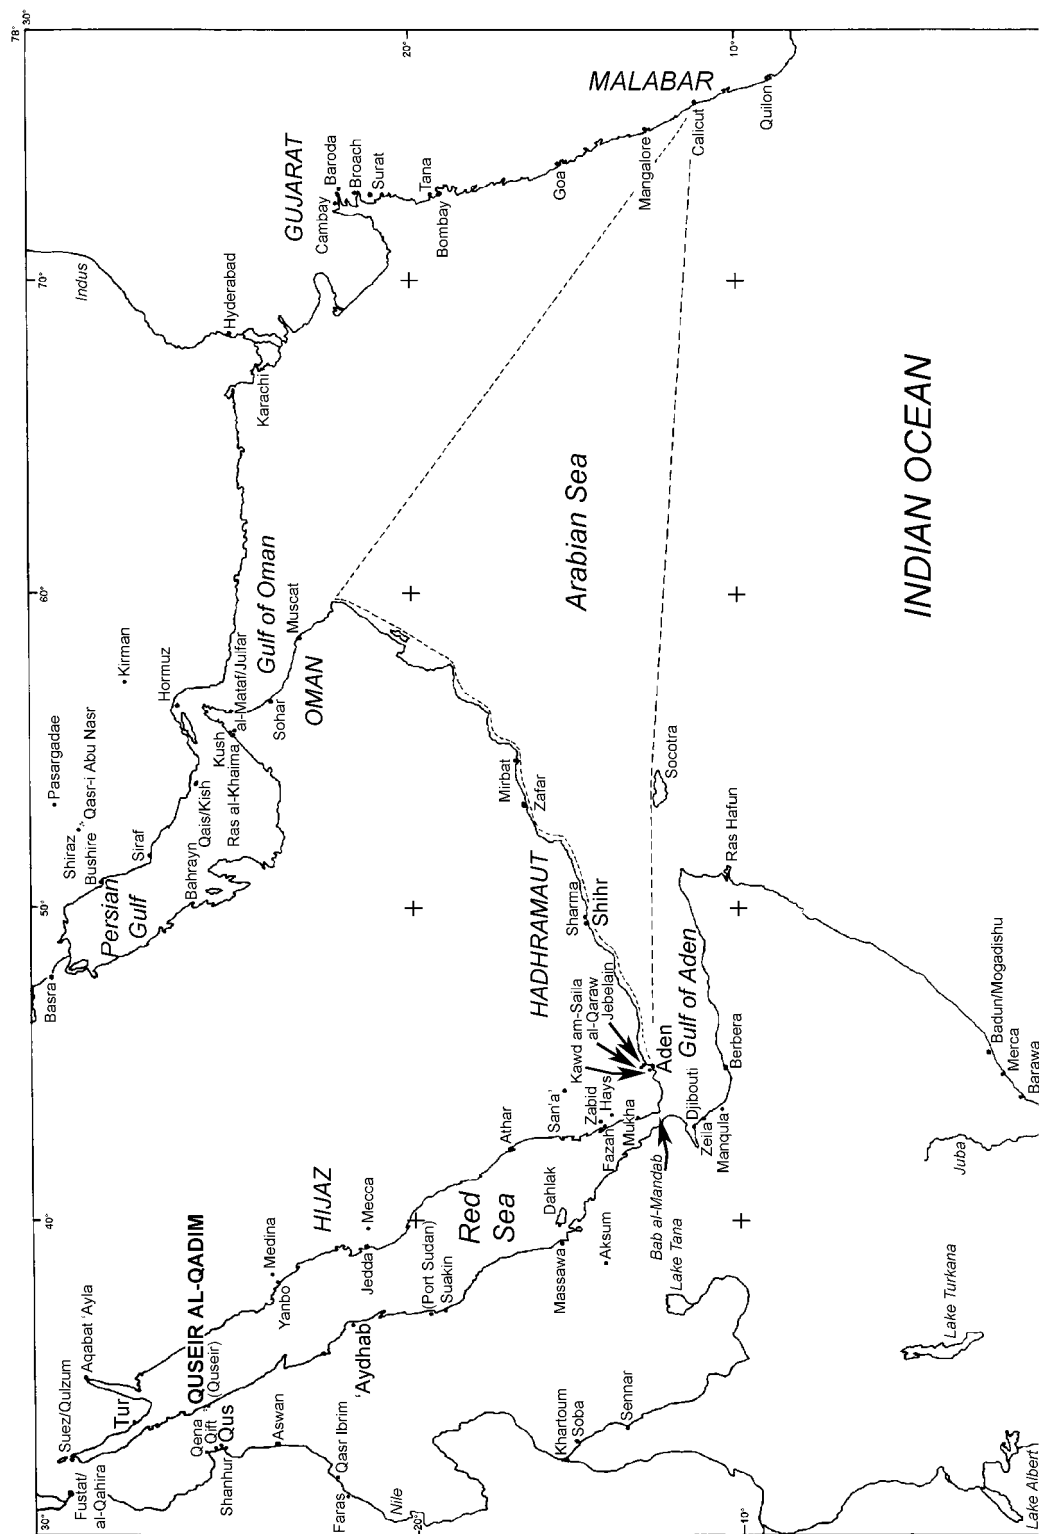 78° 30°
20°
10°
MALABAR
Quilon
Calicut
Mangalore
Goa
GUJARAT
Baroda
Broach
Surat
Cambay
Tana
Bombay
70°
Indus
Hyderabad
Karachi
Arabian Sea
INDIAN OCEAN
60°
Kirman
Gulf of Oman
Muscat
Hormuz
al-Mataf/Julfar
OMAN
Sohar
Kush
Ras al-Khaima
Pasargadae
Qasr-i Abu Nasr
Shiraz
Bushire
Siraf
Qais/Kish
Bahrayn
Persian
Gulf
Basra
50°
Mirbat
Zafar
Socotra
Ras Hafun
HADHRAMAUT
Sharma
Shihr
Kawd am-Saila
al-Qaraw
Jebelain
Aden
Gulf of Aden
Berbera
Djibouti
Zeila
Manqula
Badun/Mogadishu
Merca
Barawa
Juba
San'a'
Zabid
Hays
Fazah
Mukha
Bab al-Mandab
Athar
40°
HIJAZ
Mecca
Jedda
Medina
Yanbo
Red
Sea
Dahlak
Massawa
Aksum
Lake Tana
Lake Turkana
(Port Sudan)
Suakin
'Aydhab
QUSEIR AL-QADIM
(Quseir)
Aqabat 'Ayla
Suez/Qulzum
Tur
Qena
Qift
Qus
Shanhur
Aswan
Qasr Ibrim
Faras
Nile
Fustat/
al-Qahira
Khartoum
Soba
Sennar
Lake Albert
30°
20°
10°